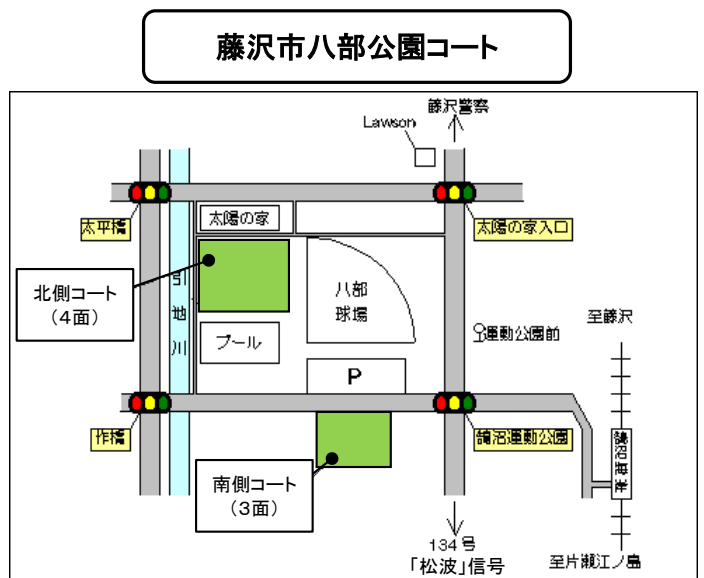 藤沢市八部公園コート
藤沢警察
Lawson
太陽の家
太平橋
太陽の家入口
北側コート
（４面）
引
地
川
八部
球場
プール
運動公園前
至藤沢
P
作橋
鵠沼運動公園
鵠沼海岸
南側コート
（３面）
134号
「松波」信号
至片瀬江ノ島